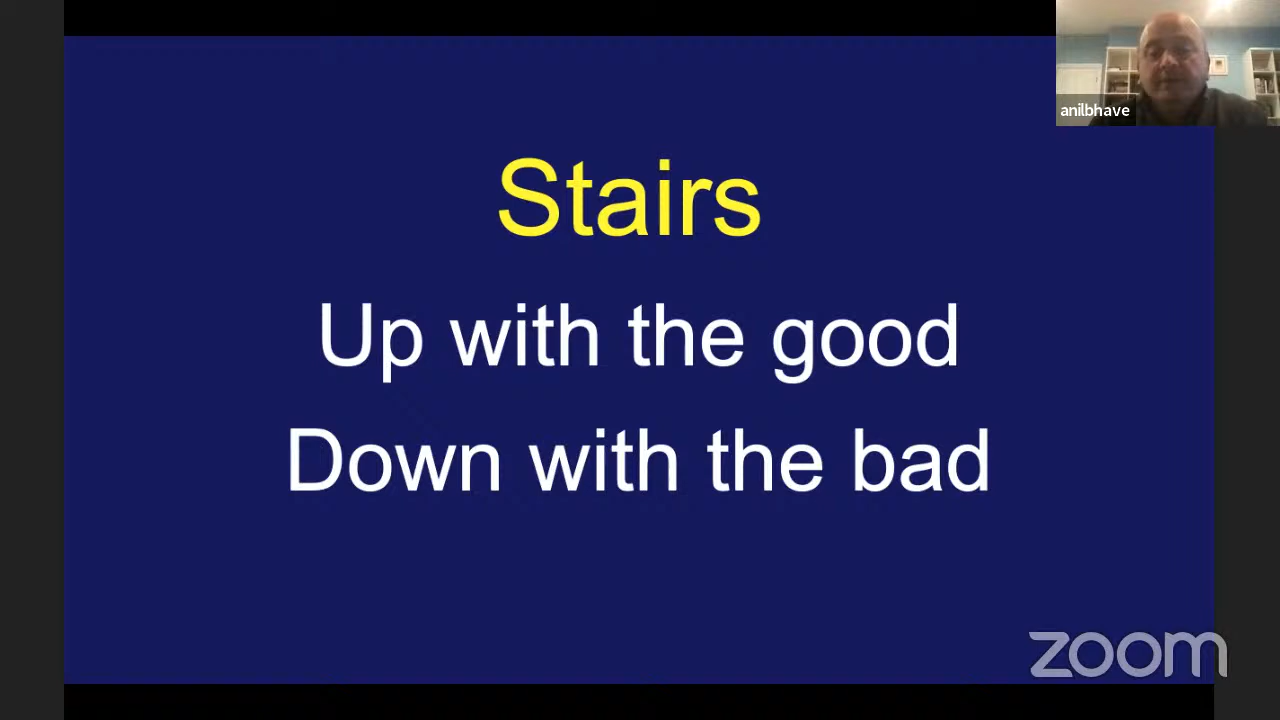 anilbhave
Stairs
Up with the good
Down with the bad
zoom